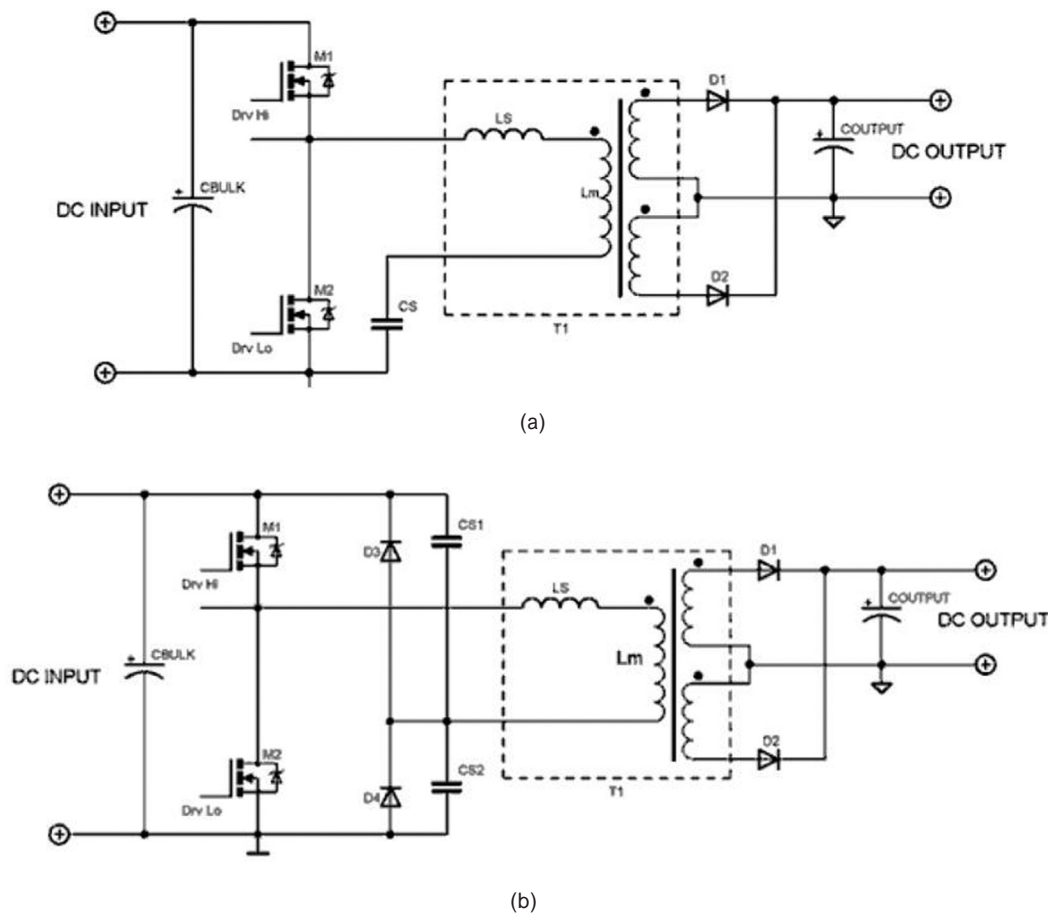 M1
Drv Hi
LS
D1
COUTPUT
+
DC OUTPUT
CBULK
+
DC INPUT
Lm
M2
CS
D2
Drv Lo
T1
(a)
M1
CS1
D3
Drv Hi
LS
D1
COUTPUT
+
DC OUTPUT
CBULK
+
DC INPUT
Lm
M2
CS2
D4
D2
Drv Lo
T1
(b)